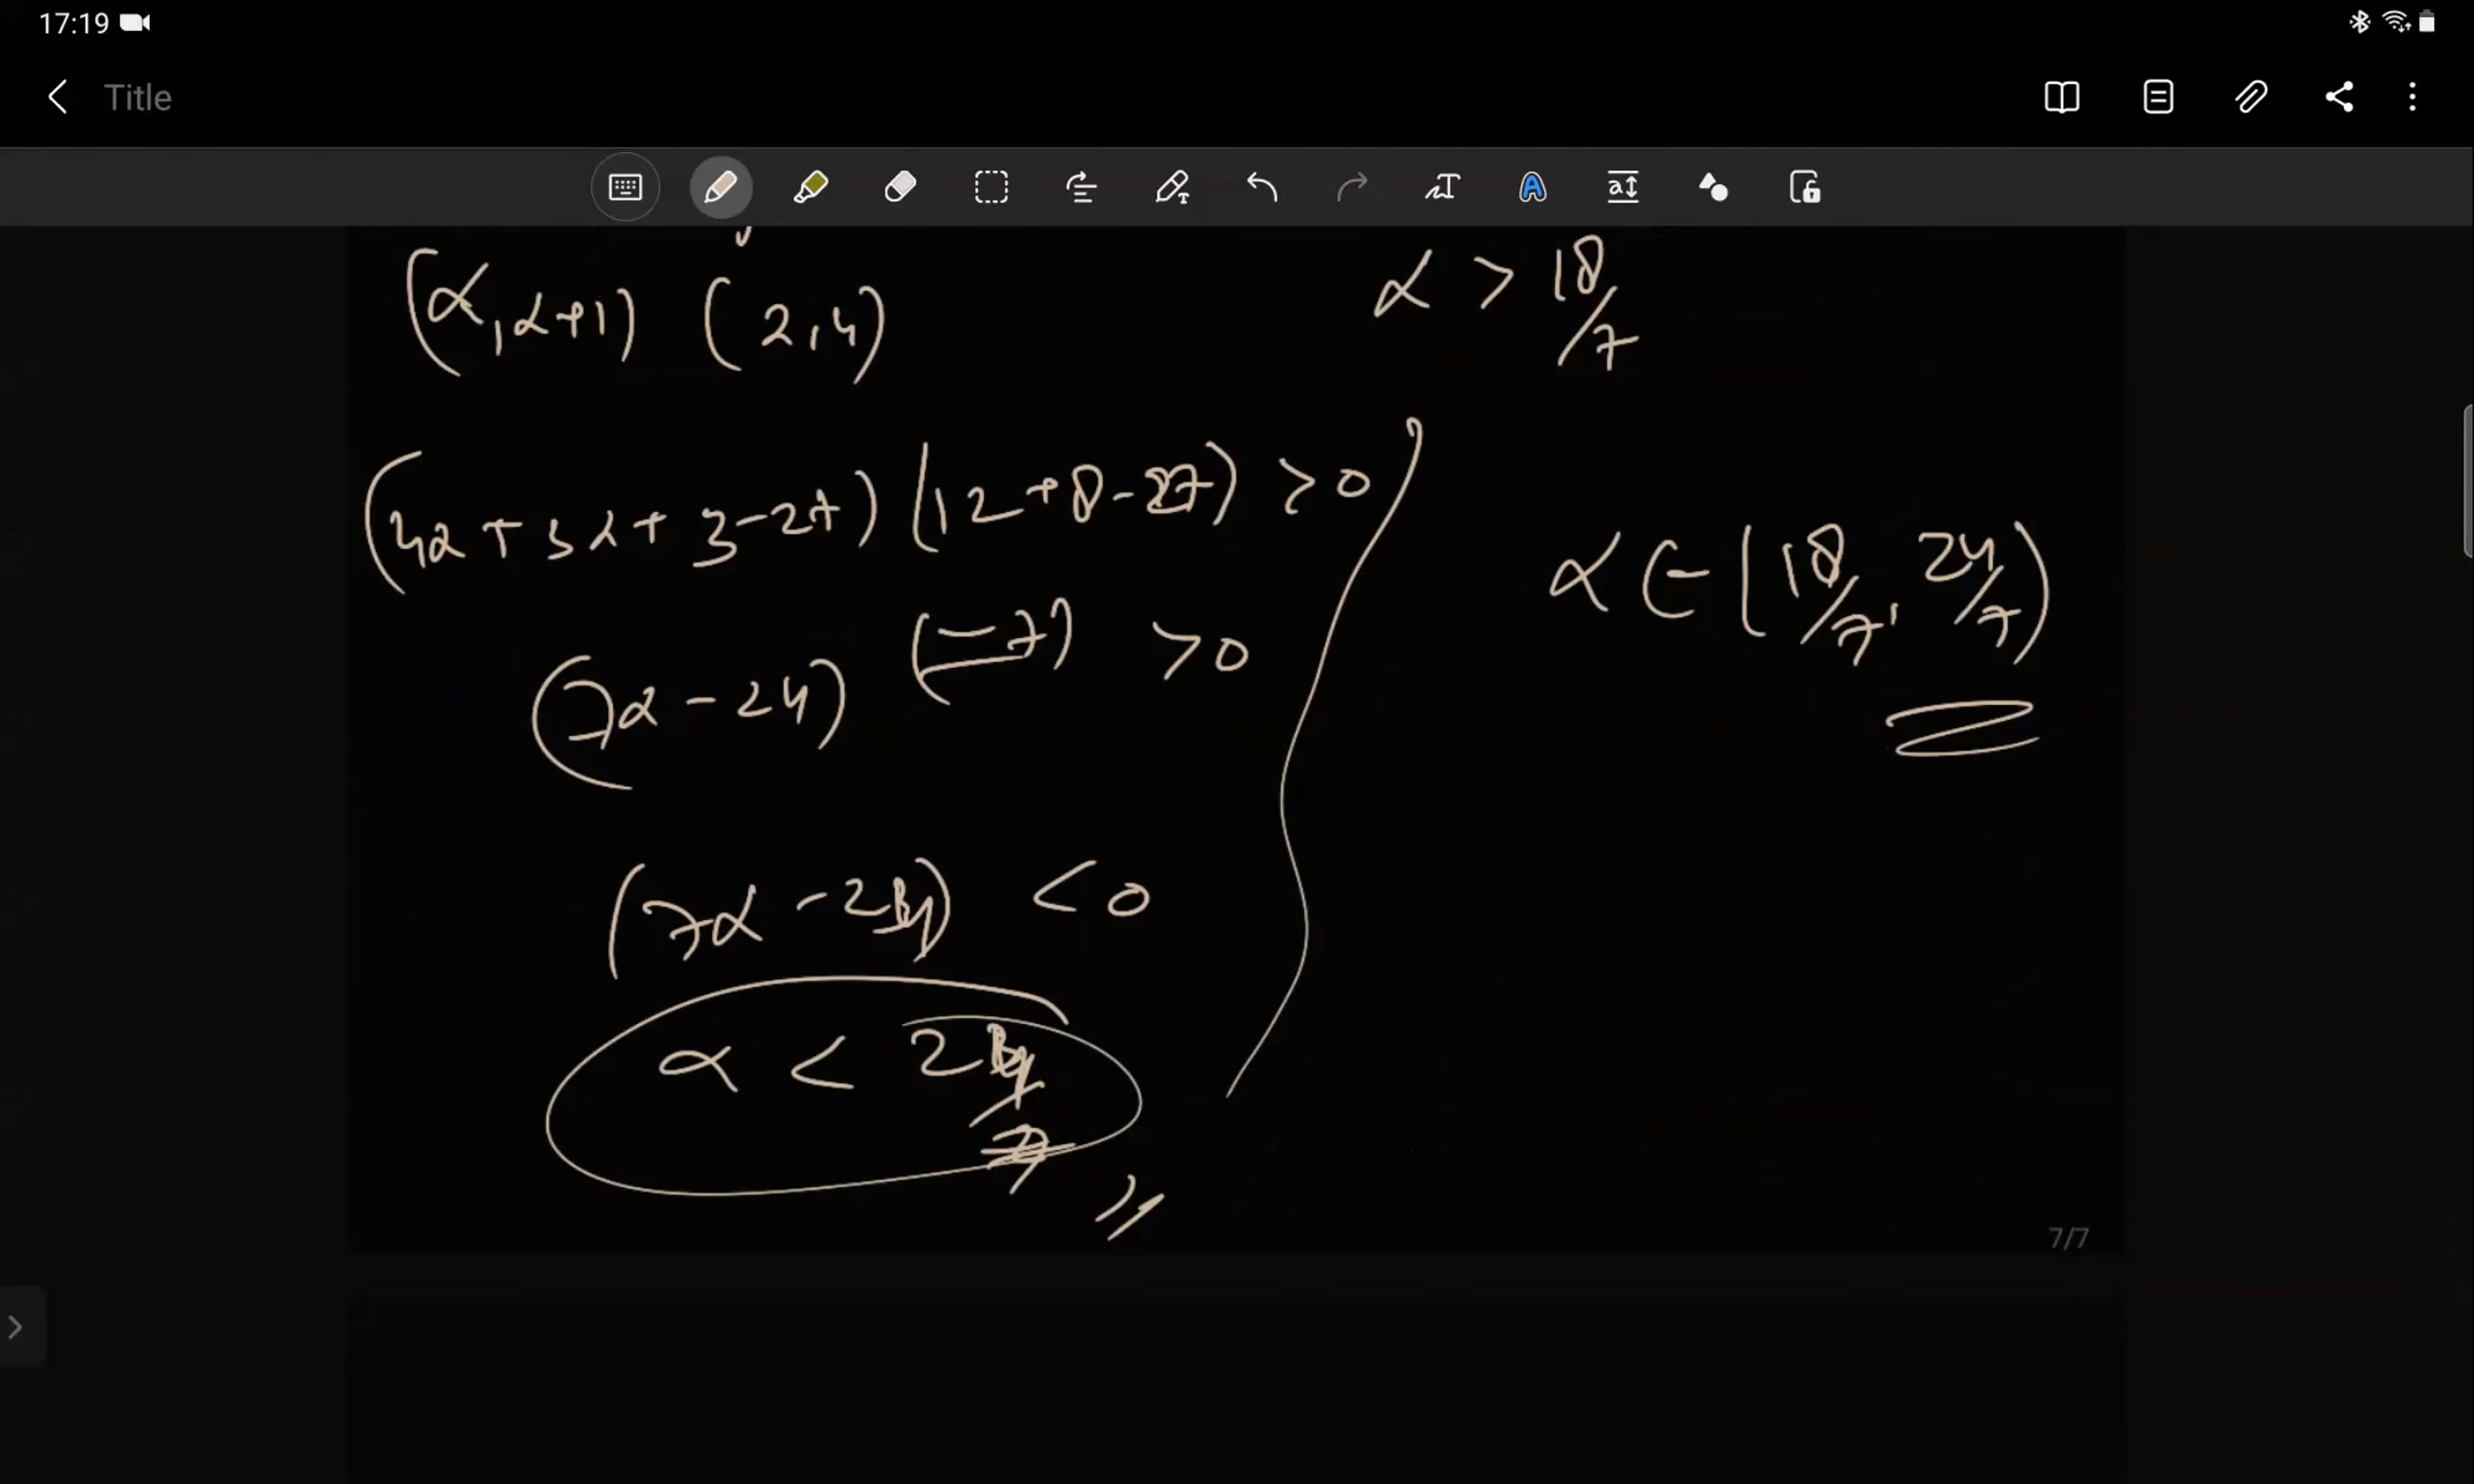 17:19
Title
(α, α+1) (2,4)
α > 18/7
(4α + 3α + 3-27) (12+8-27) >0
α ∈ (18/7, 24/7)
(7α - 24) (-7) >0
(7α - 24) <0
α < 24/7
7/7